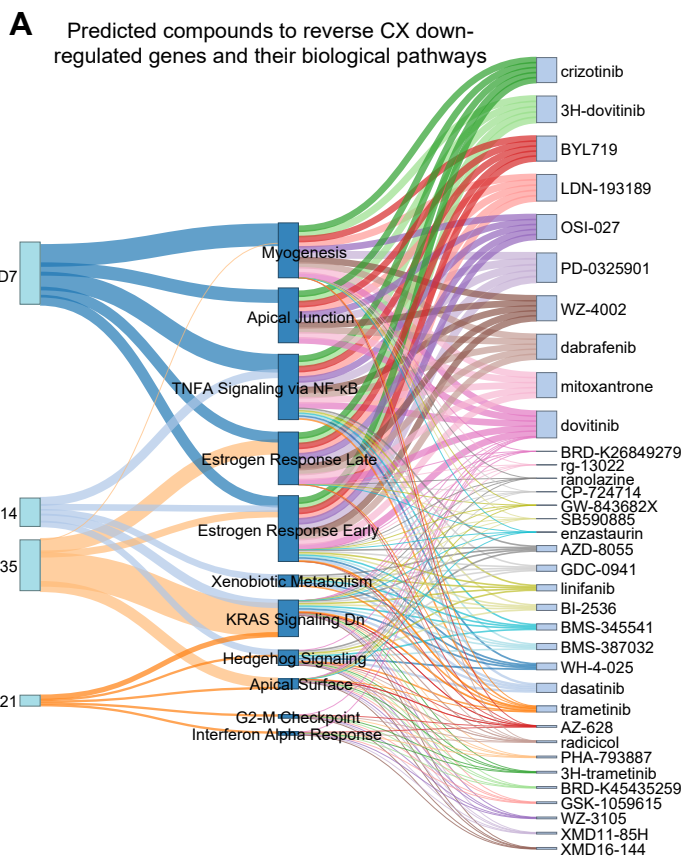 A
Predicted compounds to reverse CX down-
regulated genes and their biological pathways
D7
14
35
21
Myogenesis
Apical Junction
TNFA Signaling via NF-κB
Estrogen Response Late
Estrogen Response Early
Xenobiotic Metabolism
KRAS Signaling Dn
Hedgehog Signaling
Apical Surface
G2-M Checkpoint
Interferon Alpha Response
crizotinib
3H-dovitinib
BYL719
LDN-193189
OSI-027
PD-0325901
WZ-4002
dabrafenib
mitoxantrone
dovitinib
BRD-K26849279
rg-13022
ranolazine
CP-724714
GW-843682X
SB590885
enzastaurin
AZD-8055
GDC-0941
linifanib
BI-2536
BMS-345541
BMS-387032
WH-4-025
dasatinib
trametinib
AZ-628
radicicol
PHA-793887
3H-trametinib
BRD-K45435259
GSK-1059615
WZ-3105
XMD11-85H
XMD16-144